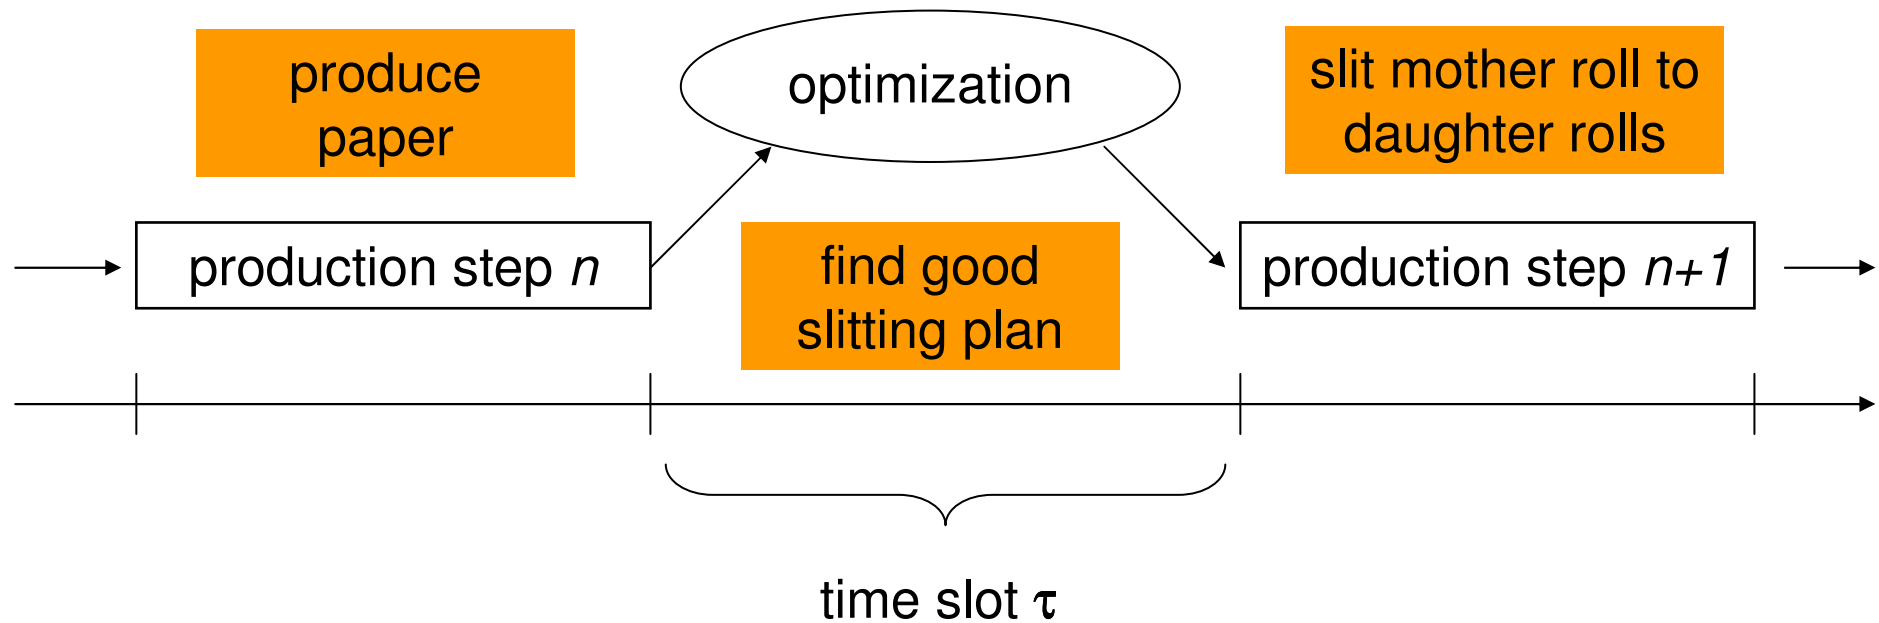 produce
paper
optimization
slit mother roll to
daughter rolls
production step n
find good
slitting plan
production step n+1
time slot τ